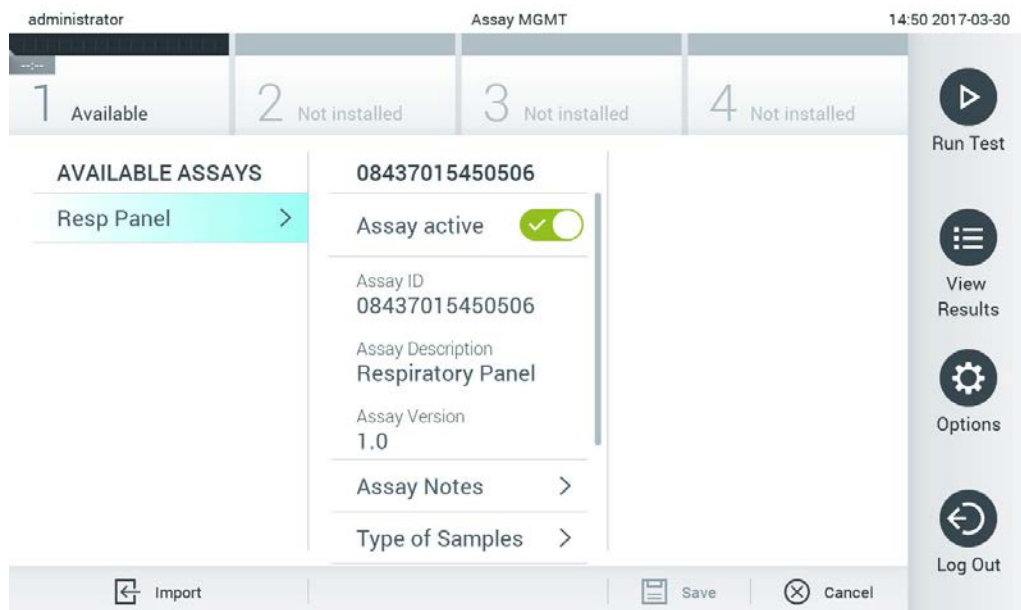 administrator Assay MGMT 14:50 2017-03-30
--:--
1 Available 2 Not installed 3 Not installed 4 Not installed
Run Test
AVAILABLE ASSAYS
Resp Panel
08437015450506
Assay active
Assay ID
08437015450506
Assay Description
Respiratory Panel
Assay Version
1.0
Assay Notes
Type of Samples
View
Results
Options
Log Out
Import Save Cancel